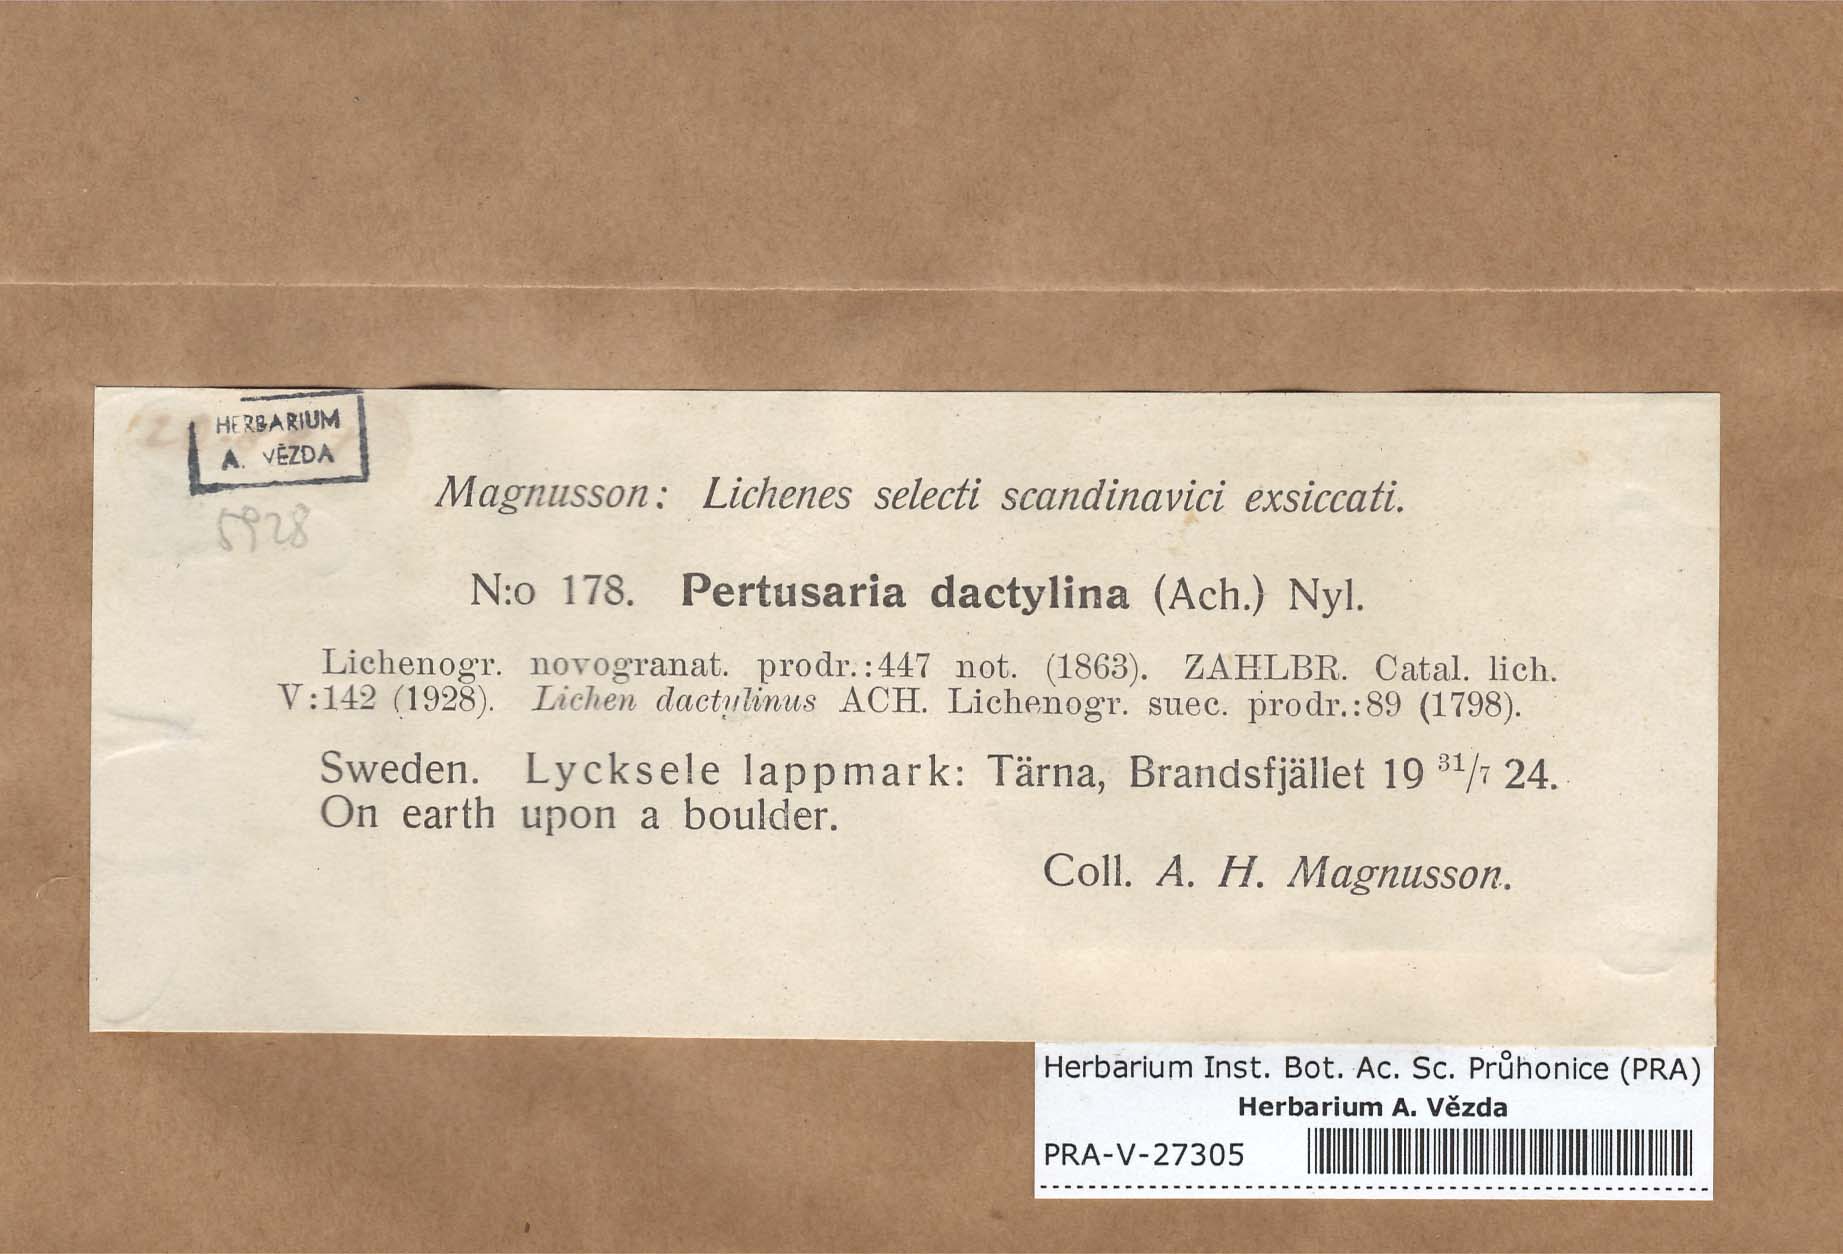 HERBARIUM
A. VĚZDA
5928
Magnusson: Lichenes selecti scandinavici exsiccati.
N:o 178. Pertusaria dactylina (Ach.) Nyl.
Lichenogr. novogranat. prodr.:447 not. (1863). ZAHLBR. Catal. lich.
V:142 (1928). Lichen dactylinus ACH. Lichenogr. suec. prodr.:89 (1798).
Sweden. Lycksele lappmark: Tärna, Brandsfjället 19 31/7 24.
On earth upon a boulder.
Coll. A. H. Magnusson.
Herbarium Inst. Bot. Ac. Sc. Průhonice (PRA)
Herbarium A. Vězda
PRA-V-27305